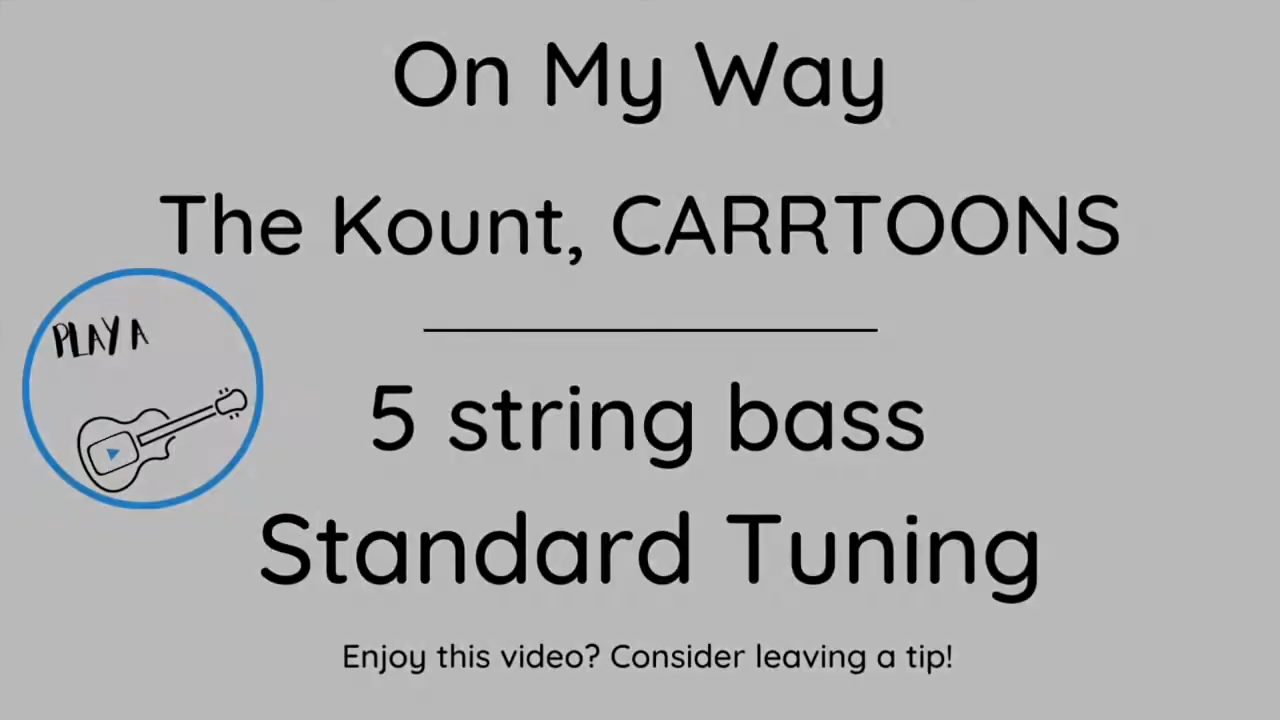 On My Way
The Kount, CARRTOONS
PLAY A
5 string bass
Standard Tuning
Enjoy this video? Consider leaving a tip!